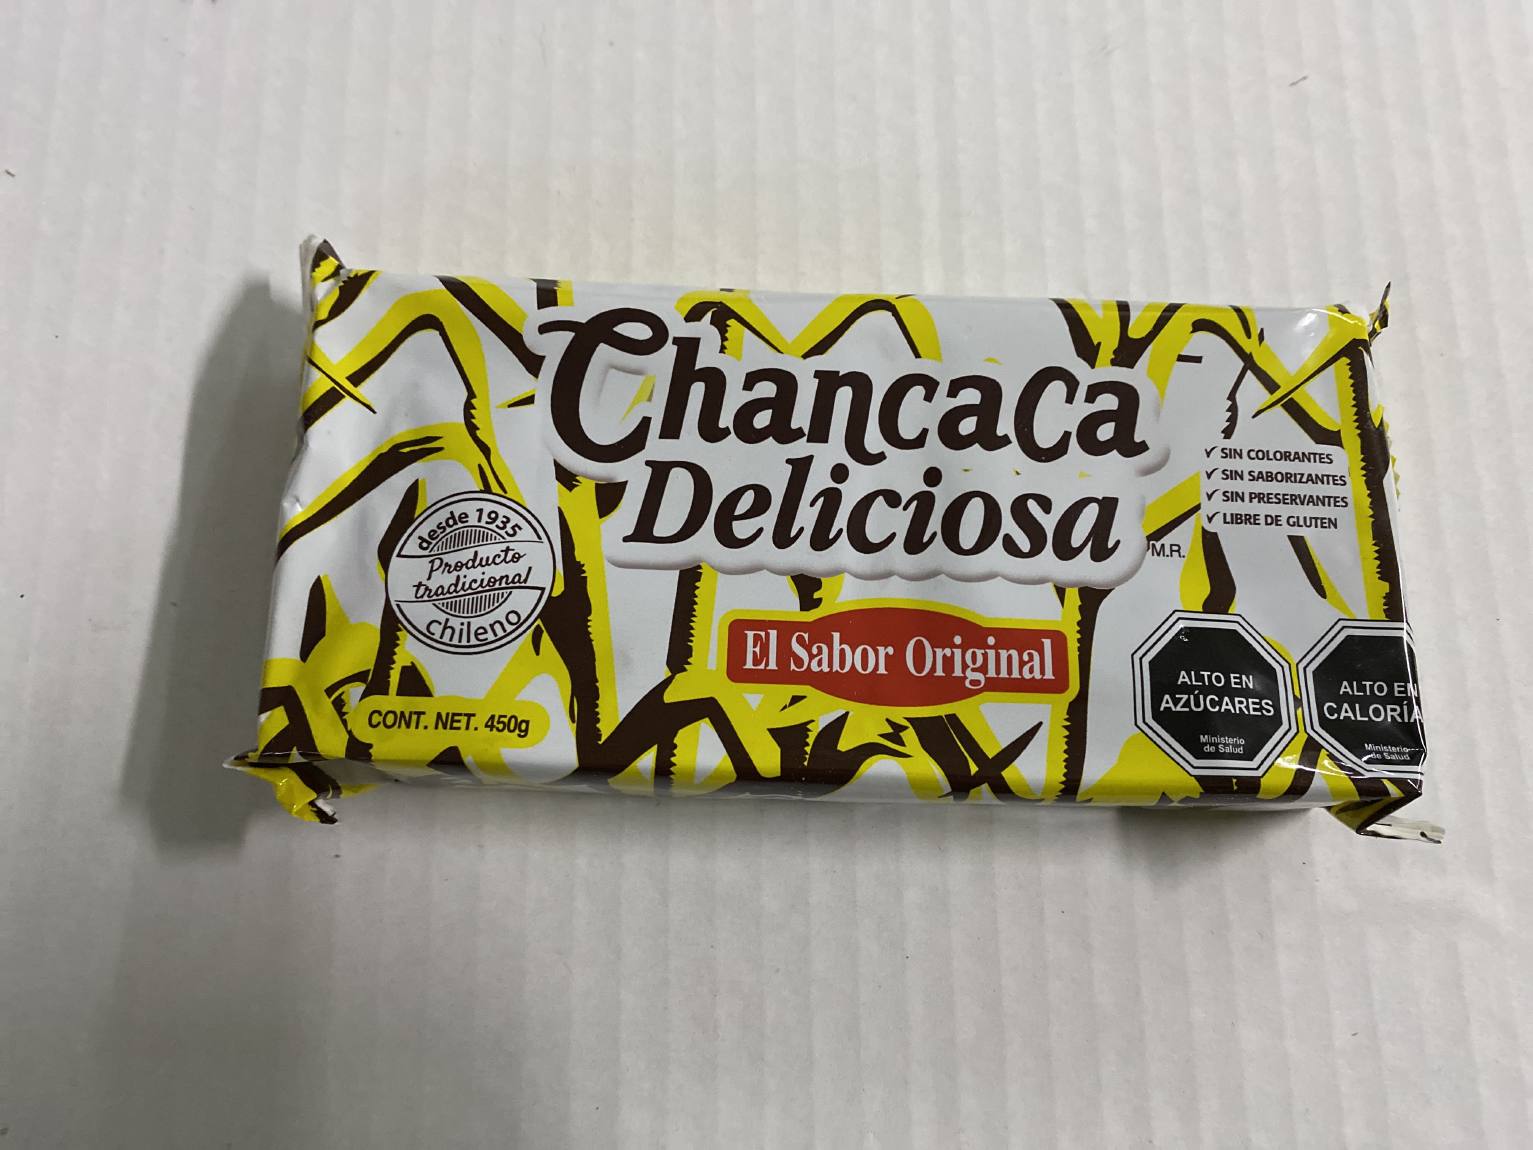 Chancaca
Deliciosa
M.R.
El Sabor Original
✓ SIN COLORANTES
✓ SIN SABORIZANTES
✓ SIN PRESERVANTES
✓ LIBRE DE GLUTEN
desde 1935
Producto
tradicional
chileno
CONT. NET. 450g
ALTO EN
AZÚCARES
Ministerio
de Salud
ALTO EN
CALORÍA
Ministerio
de Salud